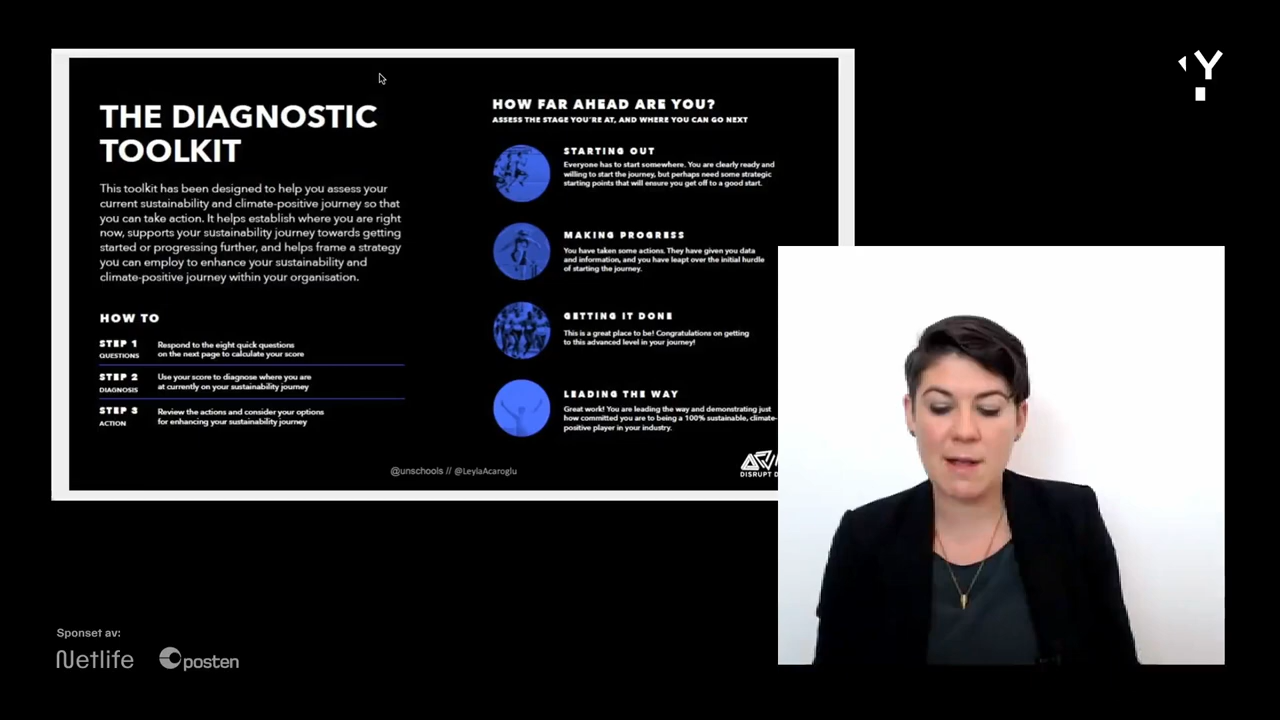 THE DIAGNOSTIC
TOOLKIT
This toolkit has been designed to help you assess your
current sustainability and climate-positive journey so that
you can take action. It helps establish where you are right
now, supports your sustainability journey towards getting
started or progressing further, and helps frame a strategy
you can employ to enhance your sustainability and
climate-positive journey within your organisation.
HOW TO
STEP 1
QUESTIONS
Respond to the eight quick questions
on the next page to calculate your score
STEP 2
DIAGNOSIS
Use your score to diagnose where you are
at currently on your sustainability journey
STEP 3
ACTION
Review the actions and consider your options
for enhancing your sustainability journey
HOW FAR AHEAD ARE YOU?
ASSESS THE STAGE YOU'RE AT, AND WHERE YOU CAN GO NEXT
STARTING OUT
Everyone has to start somewhere. You are clearly ready and
willing to start the journey, but perhaps need some strategic
starting points that will ensure you get off to a good start.
MAKING PROGRESS
You have taken some actions. They have given you data
and information, and you have leapt over the initial hurdle
of starting the journey.
GETTING IT DONE
This is a great place to be! Congratulations on getting
to this advanced level in your journey!
LEADING THE WAY
Great work! You are leading the way and demonstrating just
how committed you are to being a 100% sustainable, climate-
positive player in your industry.
@unschools // @LeylaAcaroglu
DISRUPT D
Y
Sponset av:
Netlife
posten